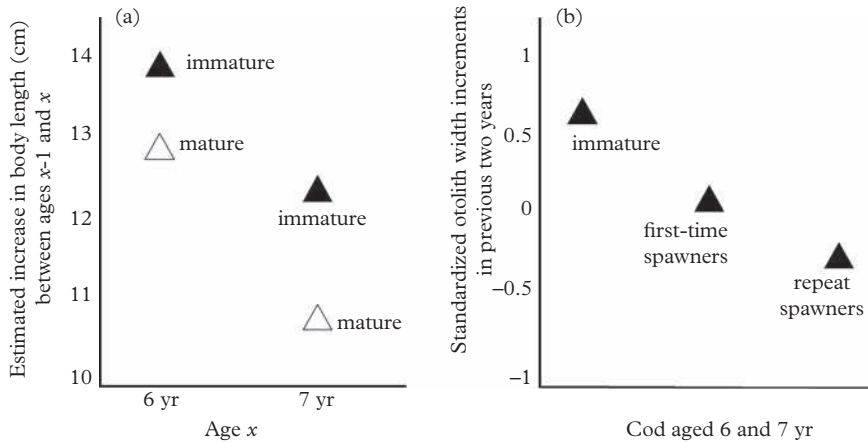 (a)
Estimated increase in body length (cm)
between ages x-1 and x
14
13
12
11
10
immature
mature
immature
mature
6 yr
7 yr
Age x
(b)
Standardized otolith width increments
in previous two years
1
0.5
0
−0.5
−1
immature
first-time
spawners
repeat
spawners
Cod aged 6 and 7 yr